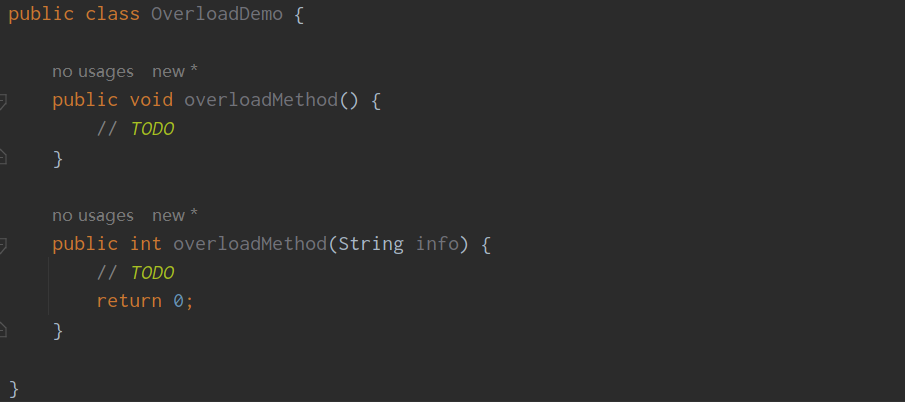 public class OverloadDemo {
no usages new *
public void overloadMethod() {
// TODO
}
no usages new *
public int overloadMethod(String info) {
// TODO
return 0;
}
}